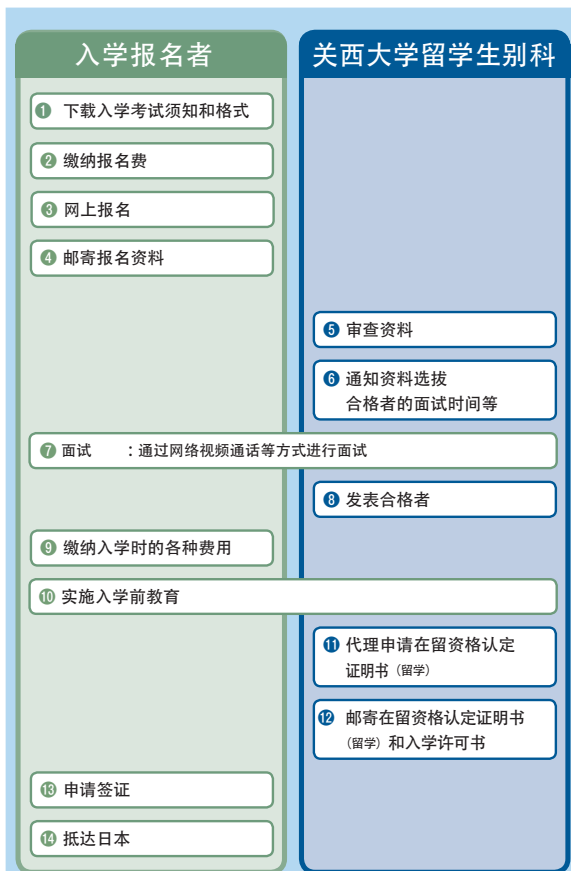 入学报名者
关西大学留学生别科
❶ 下载入学考试须知和格式
❷ 缴纳报名费
❸ 网上报名
❹ 邮寄报名资料
❺ 审查资料
❻ 通知资料选拔
合格者的面试时间等
❼ 面试 ：通过网络视频通话等方式进行面试
❽ 发表合格者
❾ 缴纳入学时的各种费用
❿ 实施入学前教育
⓫ 代理申请在留资格认定
证明书（留学）
⓬ 邮寄在留资格认定证明书
（留学）和入学许可书
⓭ 申请签证
⓮ 抵达日本